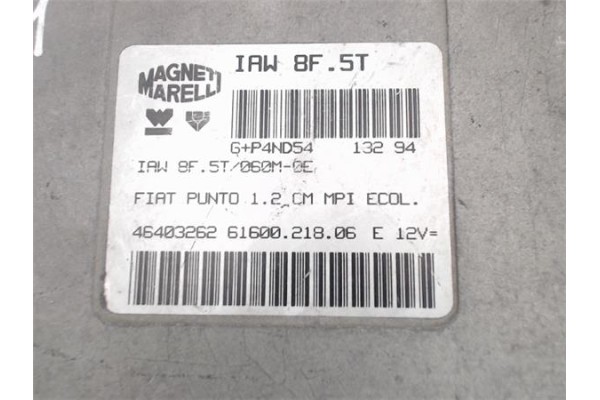 MAGNETI
MARELLI
IAW 8F.5T
G+P4ND54 132 94
IAW 8F.5T/060M-0E
FIAT PUNTO 1.2 CM MPI ECOL.
46403262 61600.218.06 E 12V=